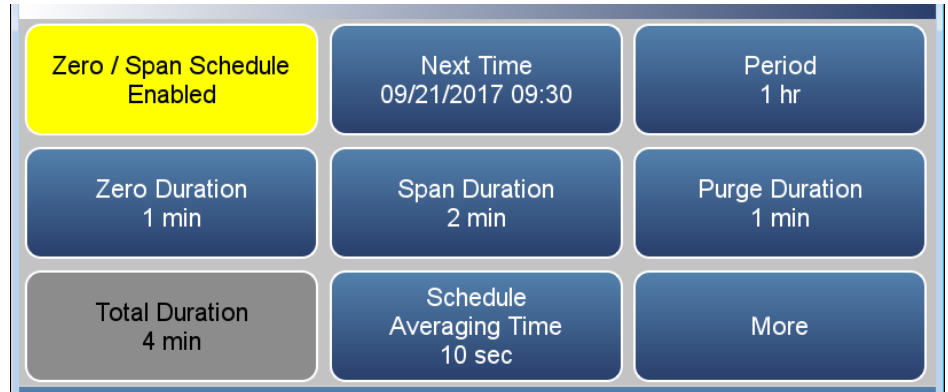 Zero / Span Schedule
Enabled
Next Time
09/21/2017 09:30
Period
1 hr
Zero Duration
1 min
Span Duration
2 min
Purge Duration
1 min
Total Duration
4 min
Schedule
Averaging Time
10 sec
More